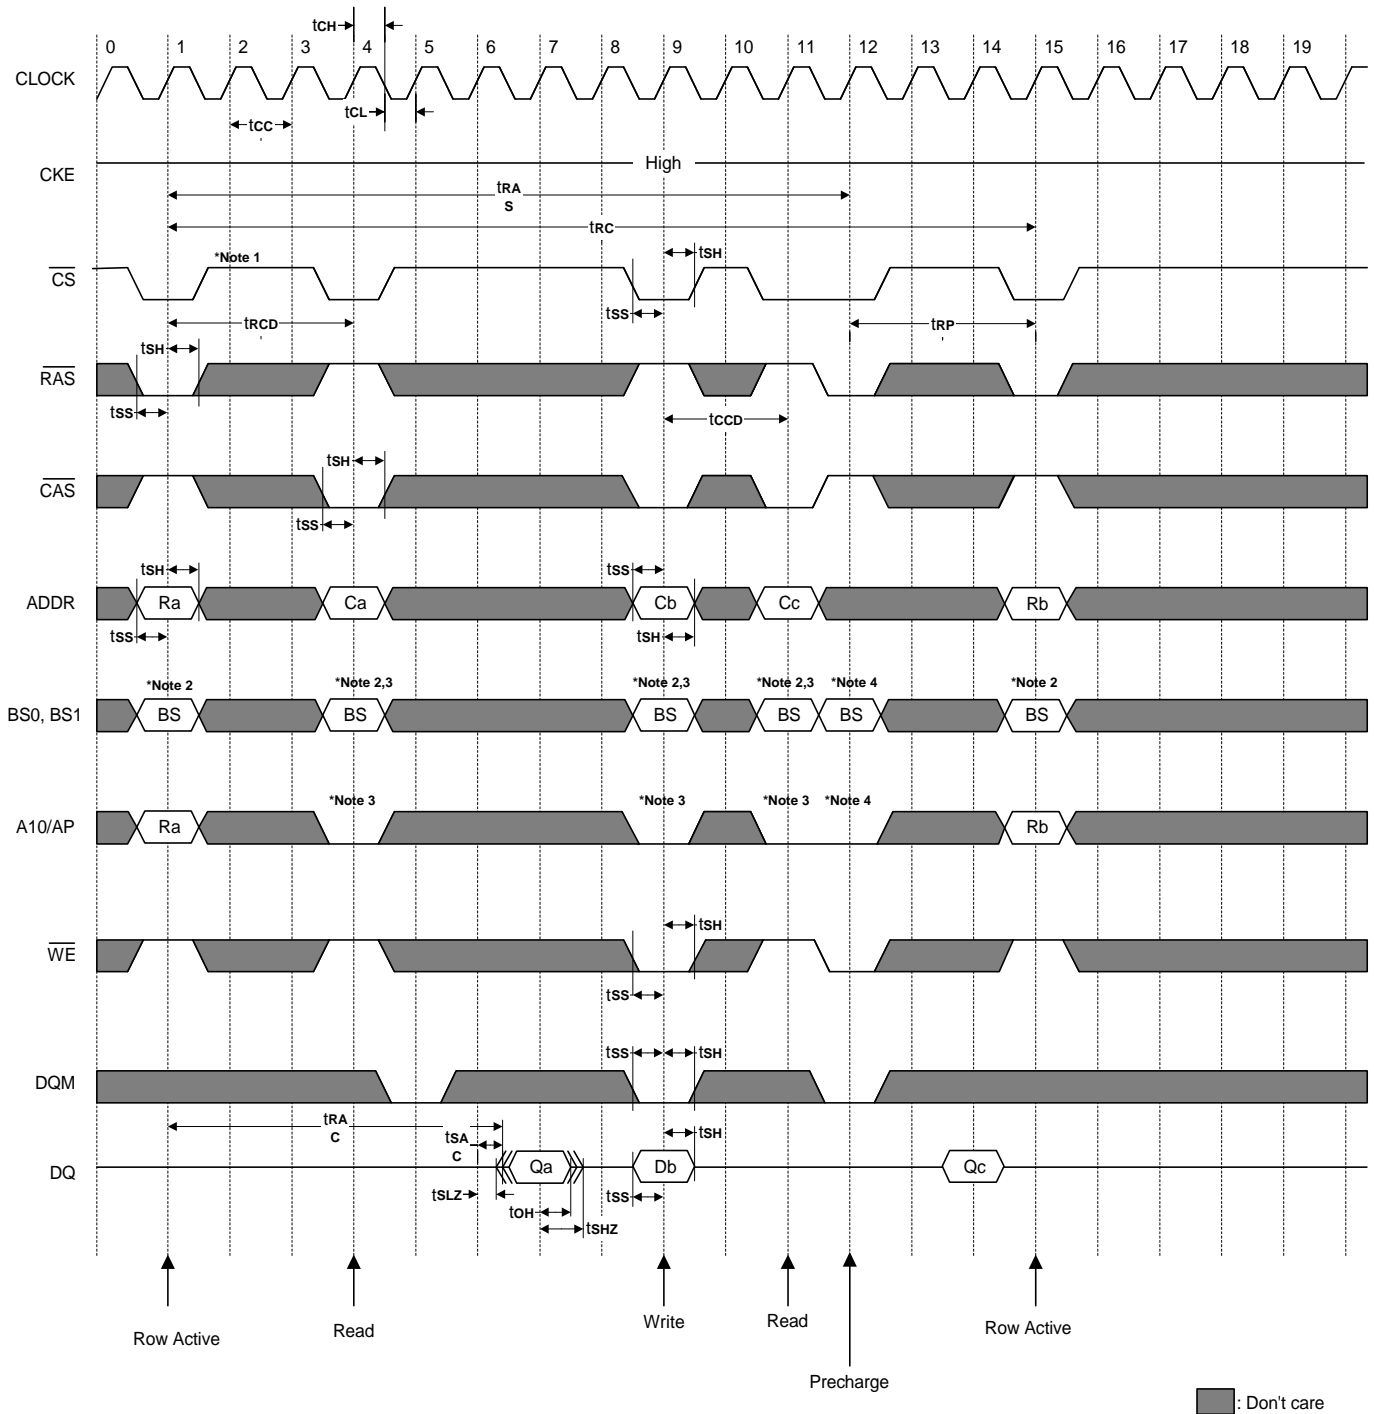 tCH
0 1 2 3 4 5 6 7 8 9 10 11 12 13 14 15 16 17 18 19
CLOCK
tCL
tCC
High
CKE
tRA
S
tRC
*Note 1
tSH
CS
tSS
tRCD
tRP
tSH
RAS
tSS
tCCD
tSH
CAS
tSS
tSH
tSS
ADDR
Ra Ca Cb Cc Rb
tSS
tSH
*Note 2 *Note 2,3 *Note 2,3 *Note 2,3 *Note 4 *Note 2
BS0, BS1
BS BS BS BS BS BS
*Note 3 *Note 3 *Note 3 *Note 4
A10/AP
Ra Rb
tSH
WE
tSS
tSS tSH
DQM
tRA
C
tSA
C
tSH
DQ
Qa Db Qc
tSLZ
tSS
tOH
tSHZ
Row Active
Read
Write
Read
Row Active
Precharge
: Don't care